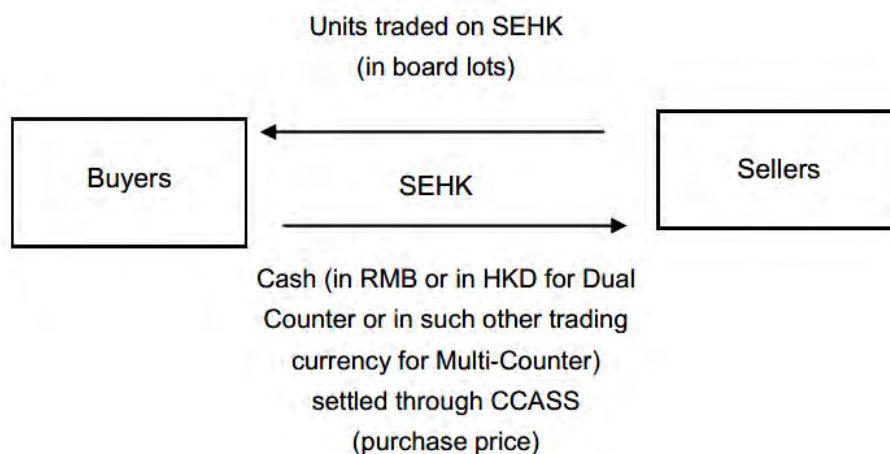 Units traded on SEHK
(in board lots)
Buyers
SEHK
Sellers
Cash (in RMB or in HKD for Dual
Counter or in such other trading
currency for Multi-Counter)
settled through CCASS
(purchase price)